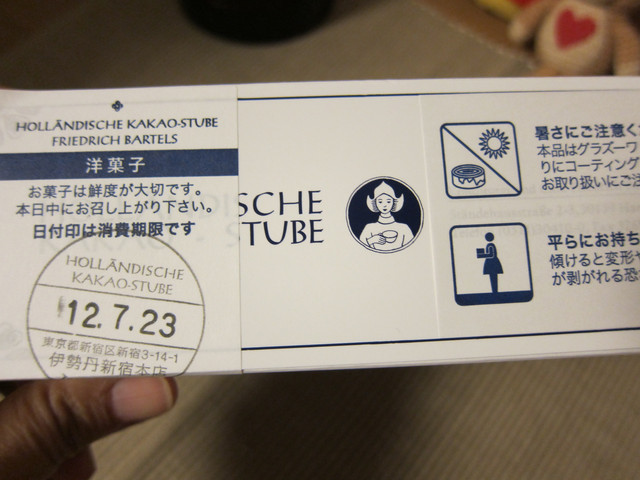 HOLLÄNDISCHE KAKAO-STUBE
FRIEDRICH BARTELS
洋菓子
お菓子は鮮度が大切です。
本日中にお召し上がり下さい。
日付印は消費期限です
HOLLÄNDISCHE
KAKAO-STUBE
12.7.23
東京都新宿区新宿3-14-1
伊勢丹新宿本店
SCHE
STUBE
暑さにご注意く
本品はグラズーワ
りにコーティング
お取り扱いにご注
平らにお持ち
傾けると変形や
が剥がれる恐